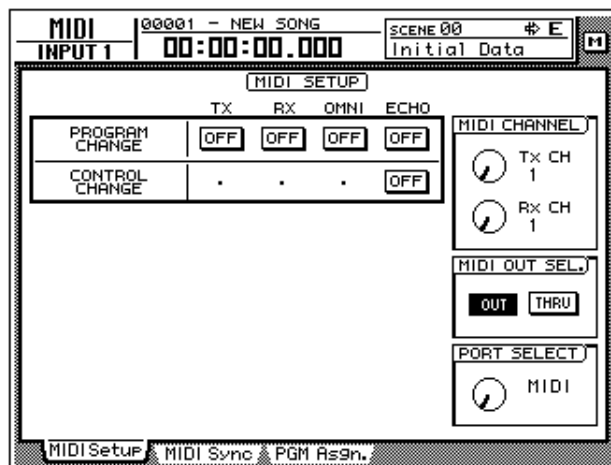 MIDI
INPUT 1
00001 - NEW SONG
00:00:00.000
SCENE 00 E
Initial Data
M
MIDI SETUP
TX RX OMNI ECHO
PROGRAM CHANGE OFF OFF OFF OFF
CONTROL CHANGE . . . OFF
MIDI CHANNEL
Tx CH
1
Rx CH
1
MIDI OUT SEL.
OUT THRU
PORT SELECT
MIDI
MIDI Setup MIDI Sync PGM Asgn.